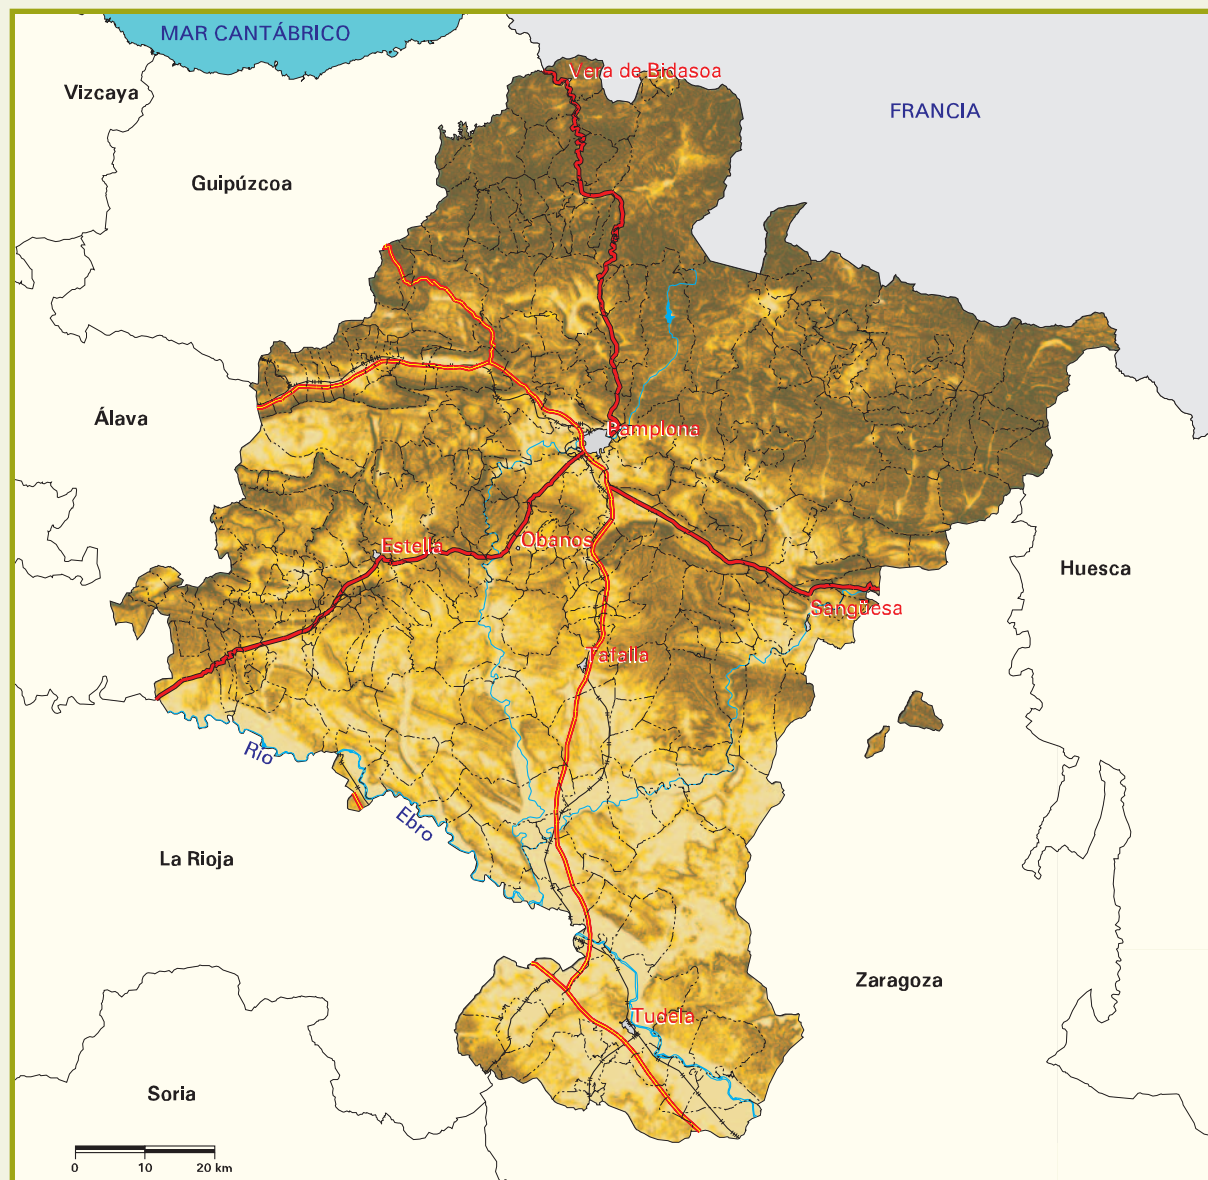 MAR CANTÁBRICO
Vera de Bidasoa
Vizcaya
FRANCIA
Guipúzcoa
Álava
Pamplona
Estella
Obanos
Huesca
Sangüesa
Tafalla
Río
Ebro
La Rioja
Zaragoza
Tudela
Soria
0 10 20 km